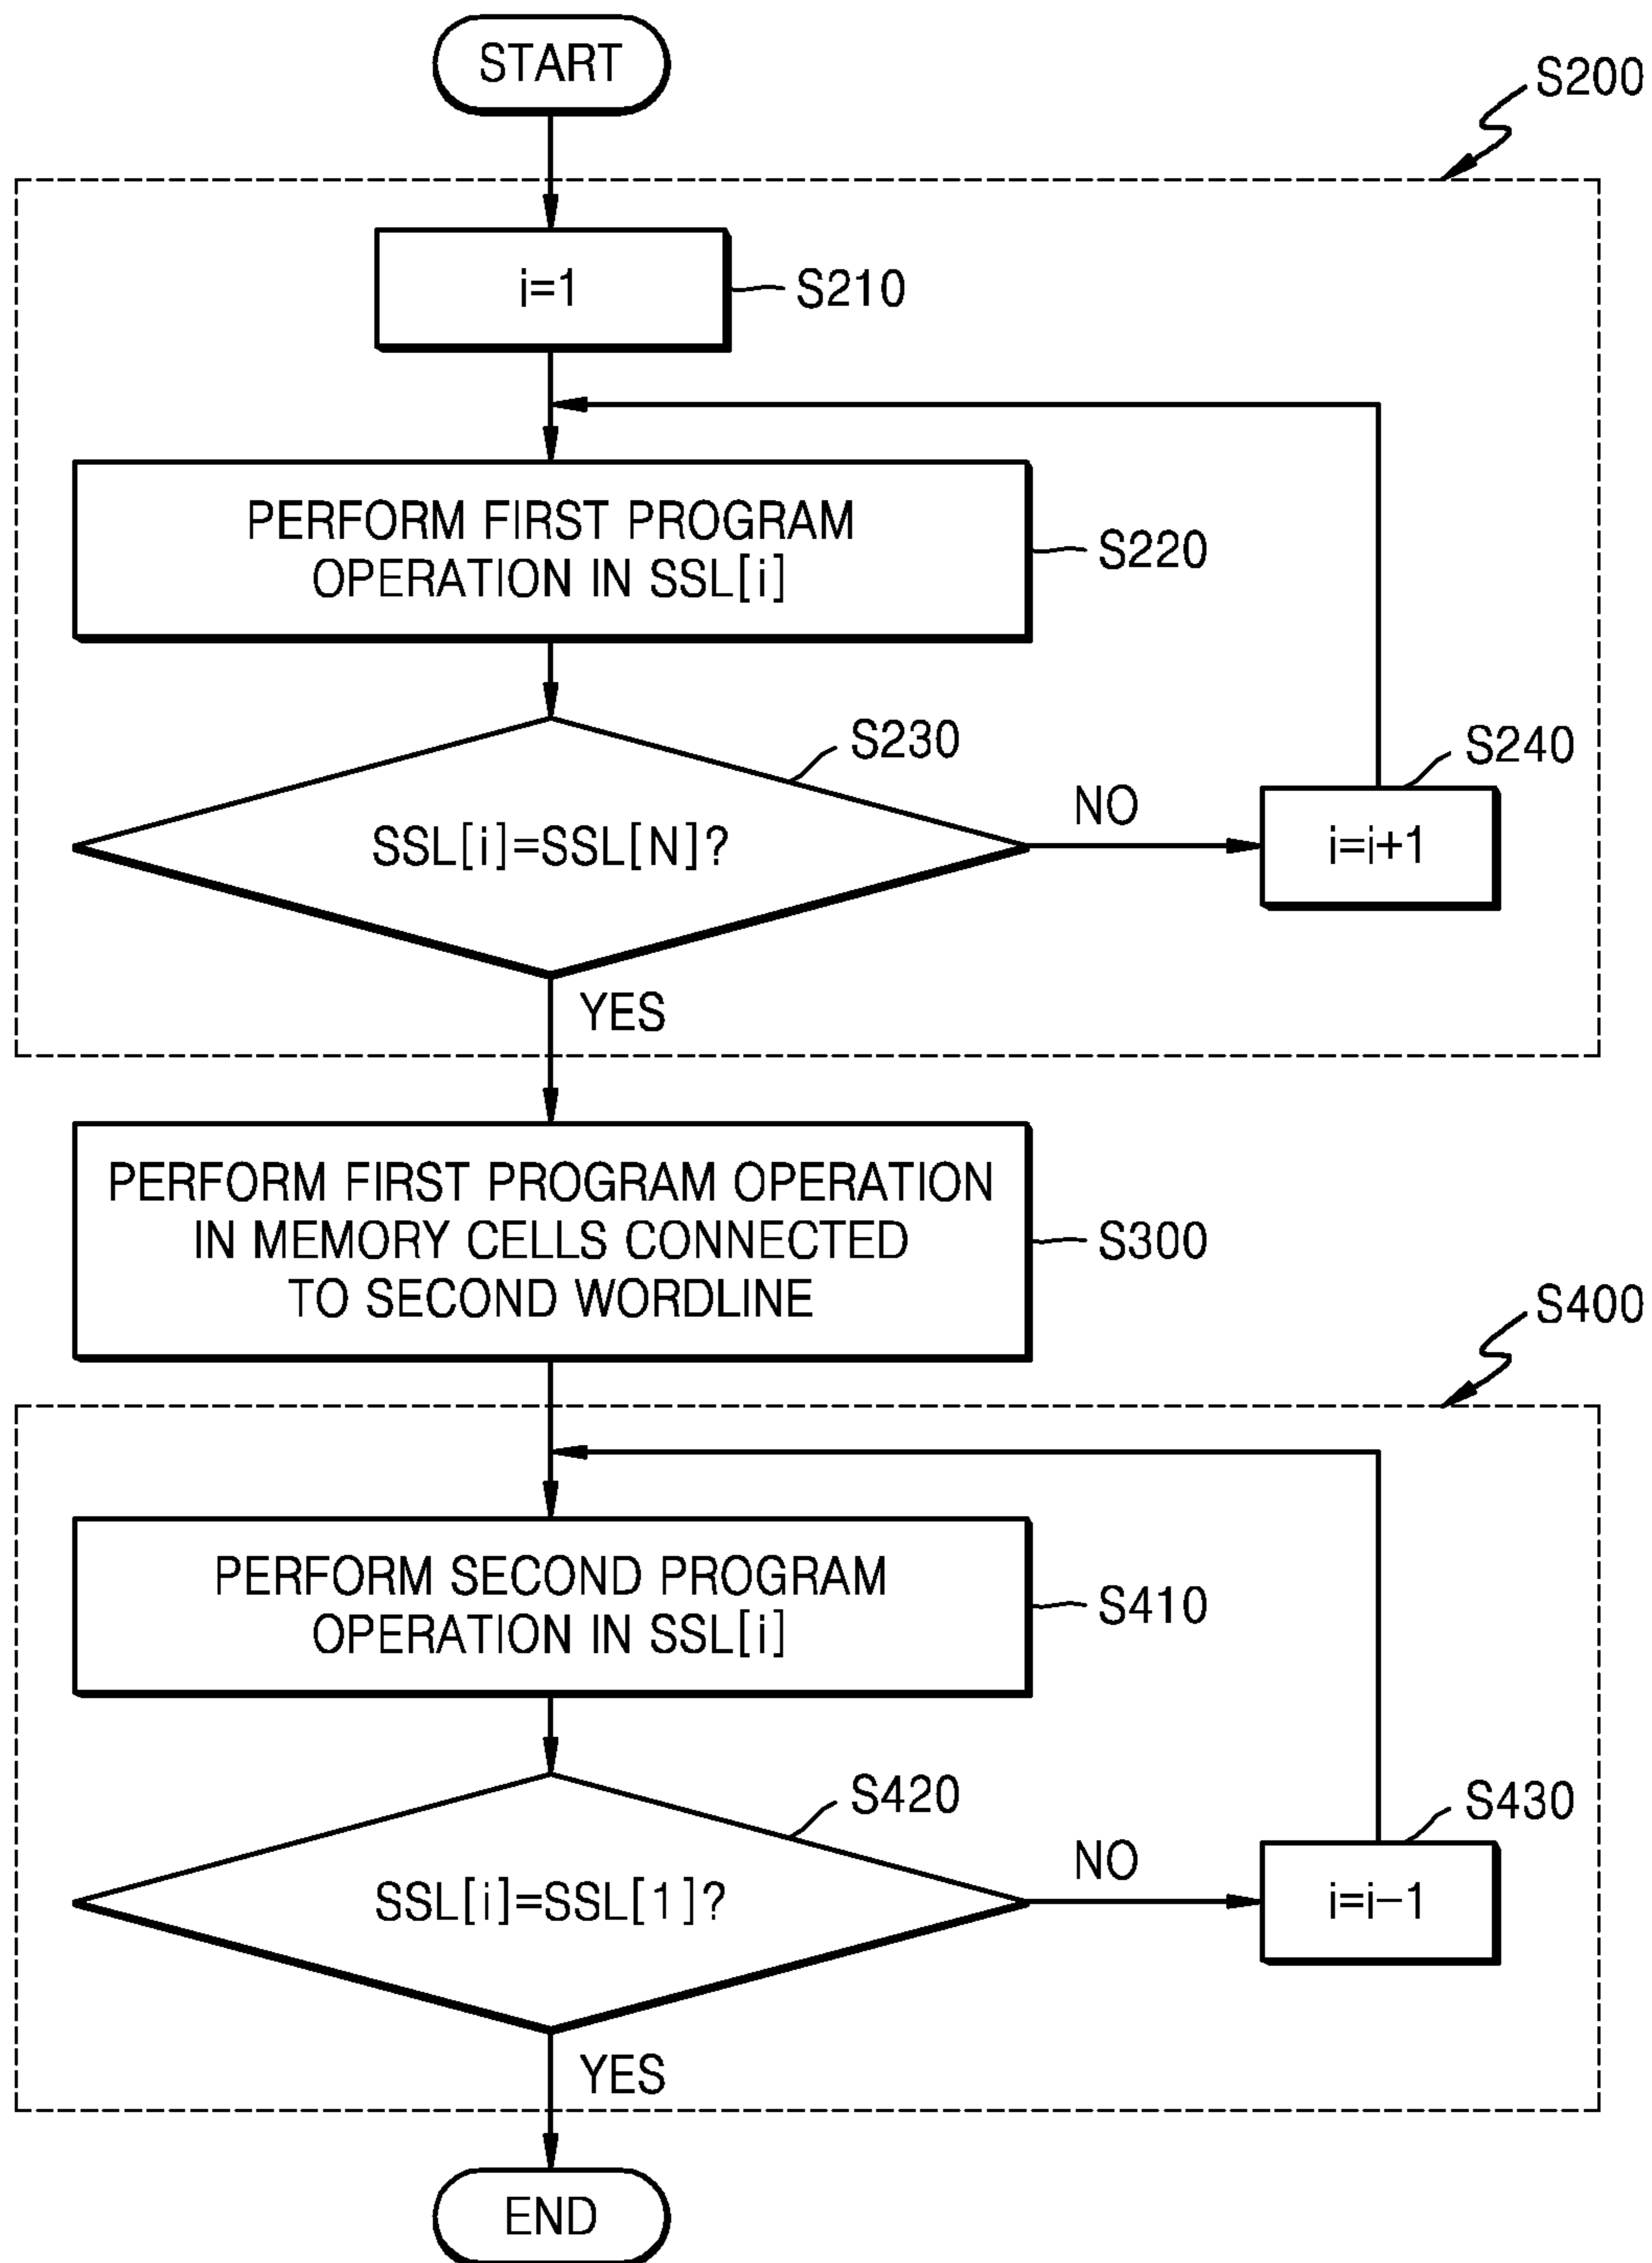 START
S200
i=1
S210
PERFORM FIRST PROGRAM
OPERATION IN SSL[i]
S220
S230
SSL[i]=SSL[N]?
NO
S240
i=i+1
YES
PERFORM FIRST PROGRAM OPERATION
IN MEMORY CELLS CONNECTED
TO SECOND WORDLINE
S300
S400
PERFORM SECOND PROGRAM
OPERATION IN SSL[i]
S410
S420
SSL[i]=SSL[1]?
NO
S430
i=i−1
YES
END